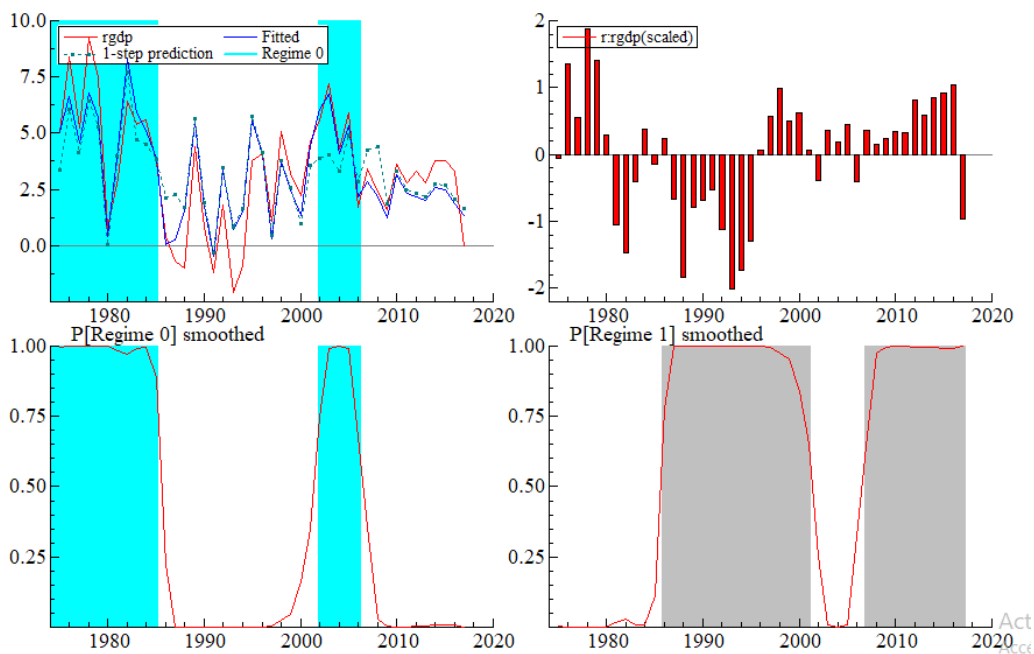 10.0
7.5
5.0
2.5
0.0
rgdp Fitted
1-step prediction Regime 0
1980 1990 2000 2010 2020
2
1
0
-1
-2
r:rgdp(scaled)
1980 1990 2000 2010 2020
P[Regime 0] smoothed
1.00
0.75
0.50
0.25
1980 1990 2000 2010 2020
P[Regime 1] smoothed
1.00
0.75
0.50
0.25
1980 1990 2000 2010 2020
Act
Acce